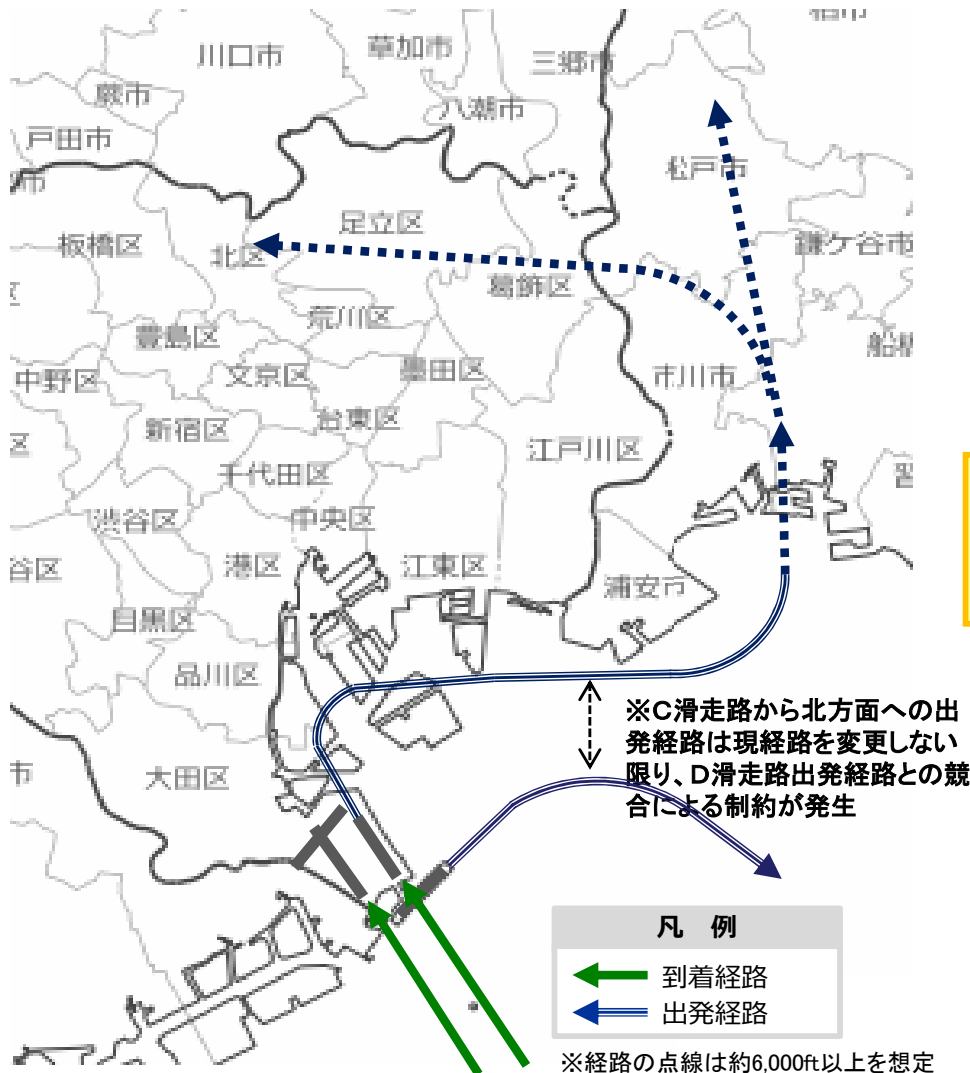 川口市
草加市
三郷市
蕨市
八潮市
戸田市
松戸市
足立区
板橋区
北区
鎌ケ谷市
葛飾区
荒川区
豊島区
船橋
中野区
文京区
墨田区
市川市
新宿区
台東区
江戸川区
千代田区
習
渋谷区
中央区
谷区
港区
江東区
浦安市
目黒区
品川区
※C滑走路から北方面への出
発経路は現経路を変更しない
限り、D滑走路出発経路との競
合による制約が発生
市
大田区
凡 例
到着経路
出発経路
※経路の点線は約6,000ft以上を想定